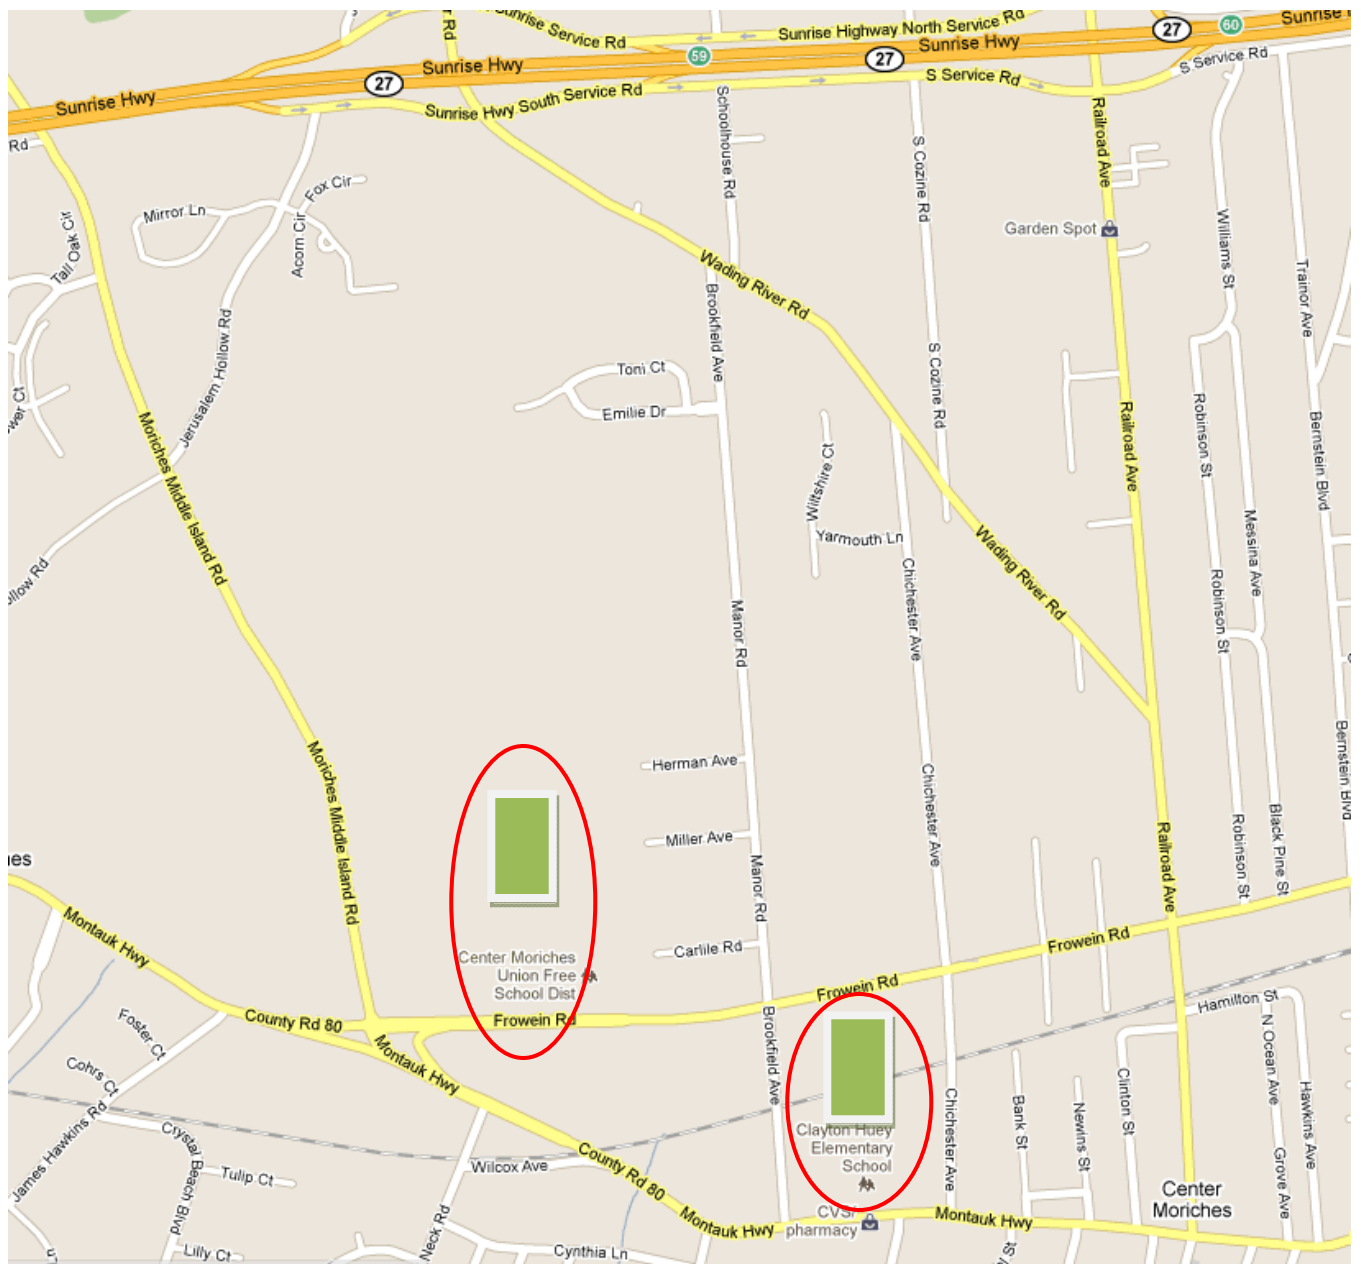 Sunrise Service Rd
Sunrise Highway North Service Rd
27
60
Sunrise
r Rd
59
27
Sunrise Hwy
Sunrise Hwy
27
S Service Rd
S Service Rd
Sunrise Hwy
Sunrise Hwy South Service Rd
Rd
Schoolhouse Rd
S Cozine Rd
Railroad Ave
Fox Cir
Mirror Ln
Tall Oak Cir
Acorn Cir
Garden Spot
Williams St
Trainor Ave
Wading River Rd
Brookfield Ave
Jerusalem Hollow Rd
Toni Ct
S Cozine Rd
Emilie Dr
ower Ct
Moriches Middle Island Rd
Railroad Ave
Robinson St
Bernstein Blvd
Wiltshire Ct
Yarmouth Ln
Messina Ave
ollow Rd
Wading River Rd
Chichester Ave
Robinson St
Manor Rd
Herman Ave
Moriches Middle Island Rd
Chichester Ave
Bernstein Blvd
Miller Ave
Railroad Ave
Robinson St
Black Pine St
es
Manor Rd
Montauk Hwy
Carlile Rd
Frowein Rd
Center Moriches
Union Free
School Dist
Frowein Rd
Hamilton St
County Rd 80
Frowein Rd
Foster Ct
Brookfield Ave
N Ocean Ave
Montauk Hwy
Cohrs Ct
Clinton St
Hawkins Ave
Bank St
Newins St
Chichester Ave
James Hawkins Rd
Crystal Beach Blvd
Clayton Huey
Elementary
School
Wilcox Ave
County Rd 80
Tulip Ct
Grove Ave
Center
Moriches
Neck Rd
Montauk Hwy
CVS/
pharmacy
Montauk Hwy
Lilly Ct
Cynthia Ln